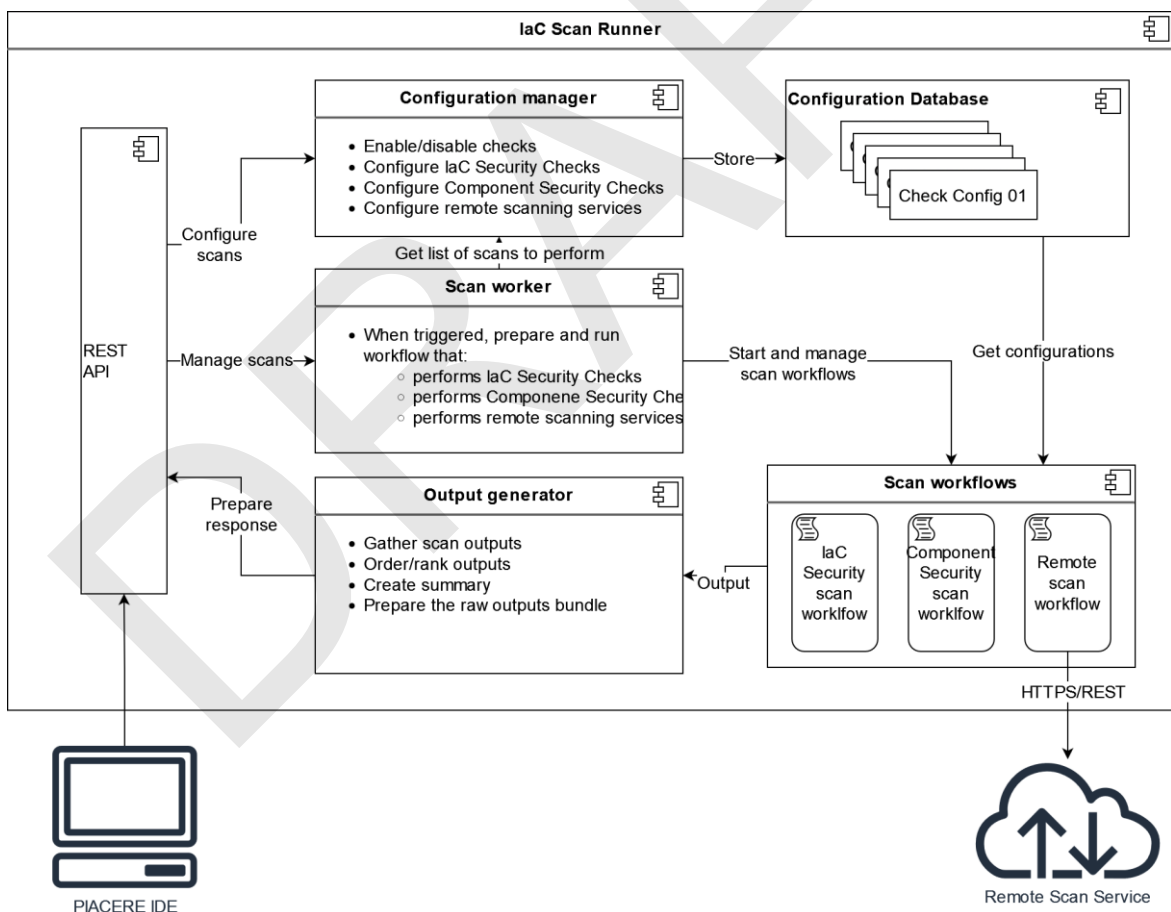 IaC Scan Runner
Configuration manager
• Enable/disable checks
• Configure IaC Security Checks
• Configure Component Security Checks
• Configure remote scanning services
Store
Configuration Database
Check Config 01
Configure
scans
Get list of scans to perform
Scan worker
• When triggered, prepare and run
workflow that:
○ performs IaC Security Checks
○ performs Componene Security Che
○ performs remote scanning services
REST
API
Manage scans
Start and manage
scan workflows
Get configurations
Prepare
response
Output generator
• Gather scan outputs
• Order/rank outputs
• Create summary
• Prepare the raw outputs bundle
Output
Scan workflows
IaC
Security
scan
worklfow
Component
Security
scan
worklfow
Remote
scan
workflow
HTTPS/REST
PIACERE IDE
Remote Scan Service